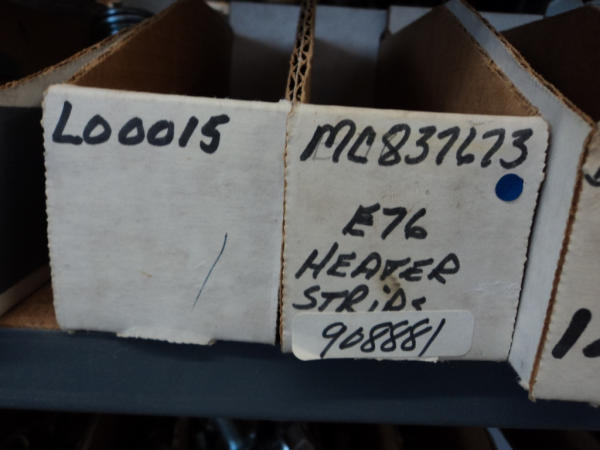 L00015
MC837673
E76
HEATER
STRIPS
908881